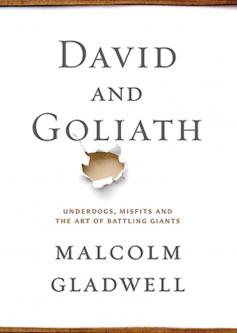 DAVID
AND
GOLIATH
UNDERDOGS, MISFITS AND
THE ART OF BATTLING GIANTS
MALCOLM
GLADWELL